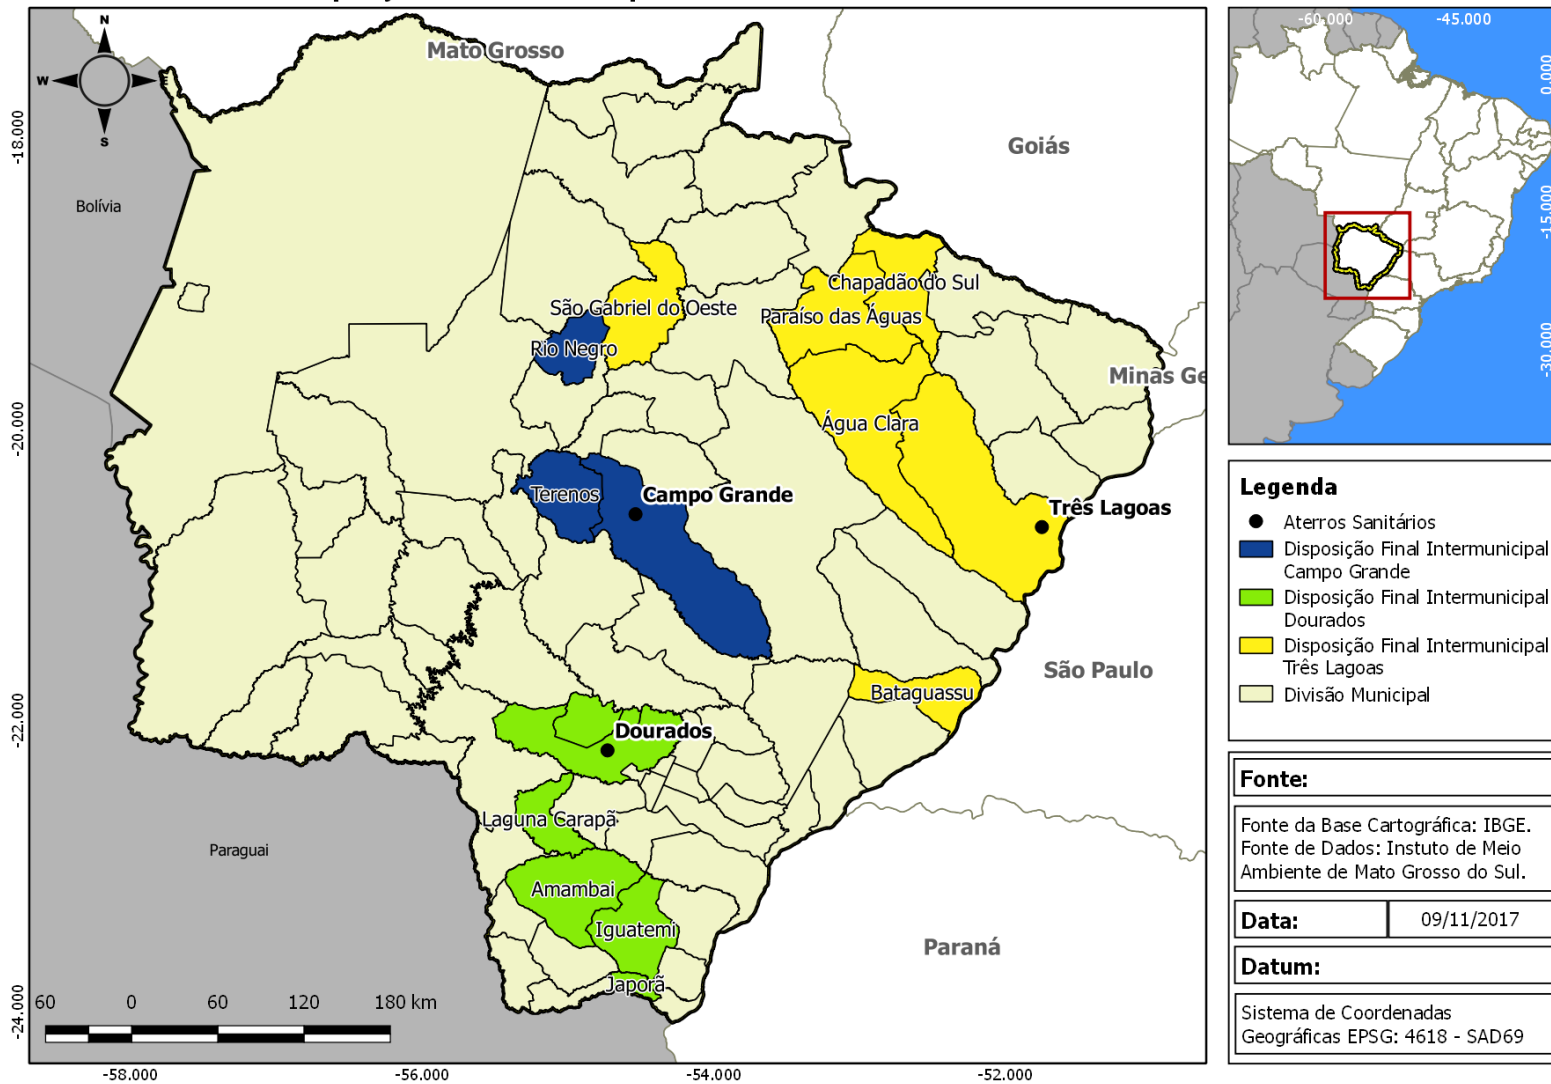 Mato Grosso
Goiás
Bolívia
Minas Ge
São Paulo
Paraná
Paraguai
N
W
E
S
Chapadão do Sul
São Gabriel do Oeste
Paraíso das Águas
Rio Negro
Água Clara
Terenos
Campo Grande
Três Lagoas
Bataguassu
Dourados
Laguna Carapã
Amambai
Iguatemi
Japorã
60 0 60 120 180 km
-18.000
-20.000
-22.000
-24.000
-58.000
-56.000
-54.000
-52.000
-60.000
-45.000
0.000
-15.000
-30.000
Legenda
Aterros Sanitários
Disposição Final Intermunicipal
Campo Grande
Disposição Final Intermunicipal
Dourados
Disposição Final Intermunicipal
Três Lagoas
Divisão Municipal
Fonte:
Fonte da Base Cartográfica: IBGE.
Fonte de Dados: Instuto de Meio
Ambiente de Mato Grosso do Sul.
Data:
09/11/2017
Datum:
Sistema de Coordenadas
Geográficas EPSG: 4618 - SAD69